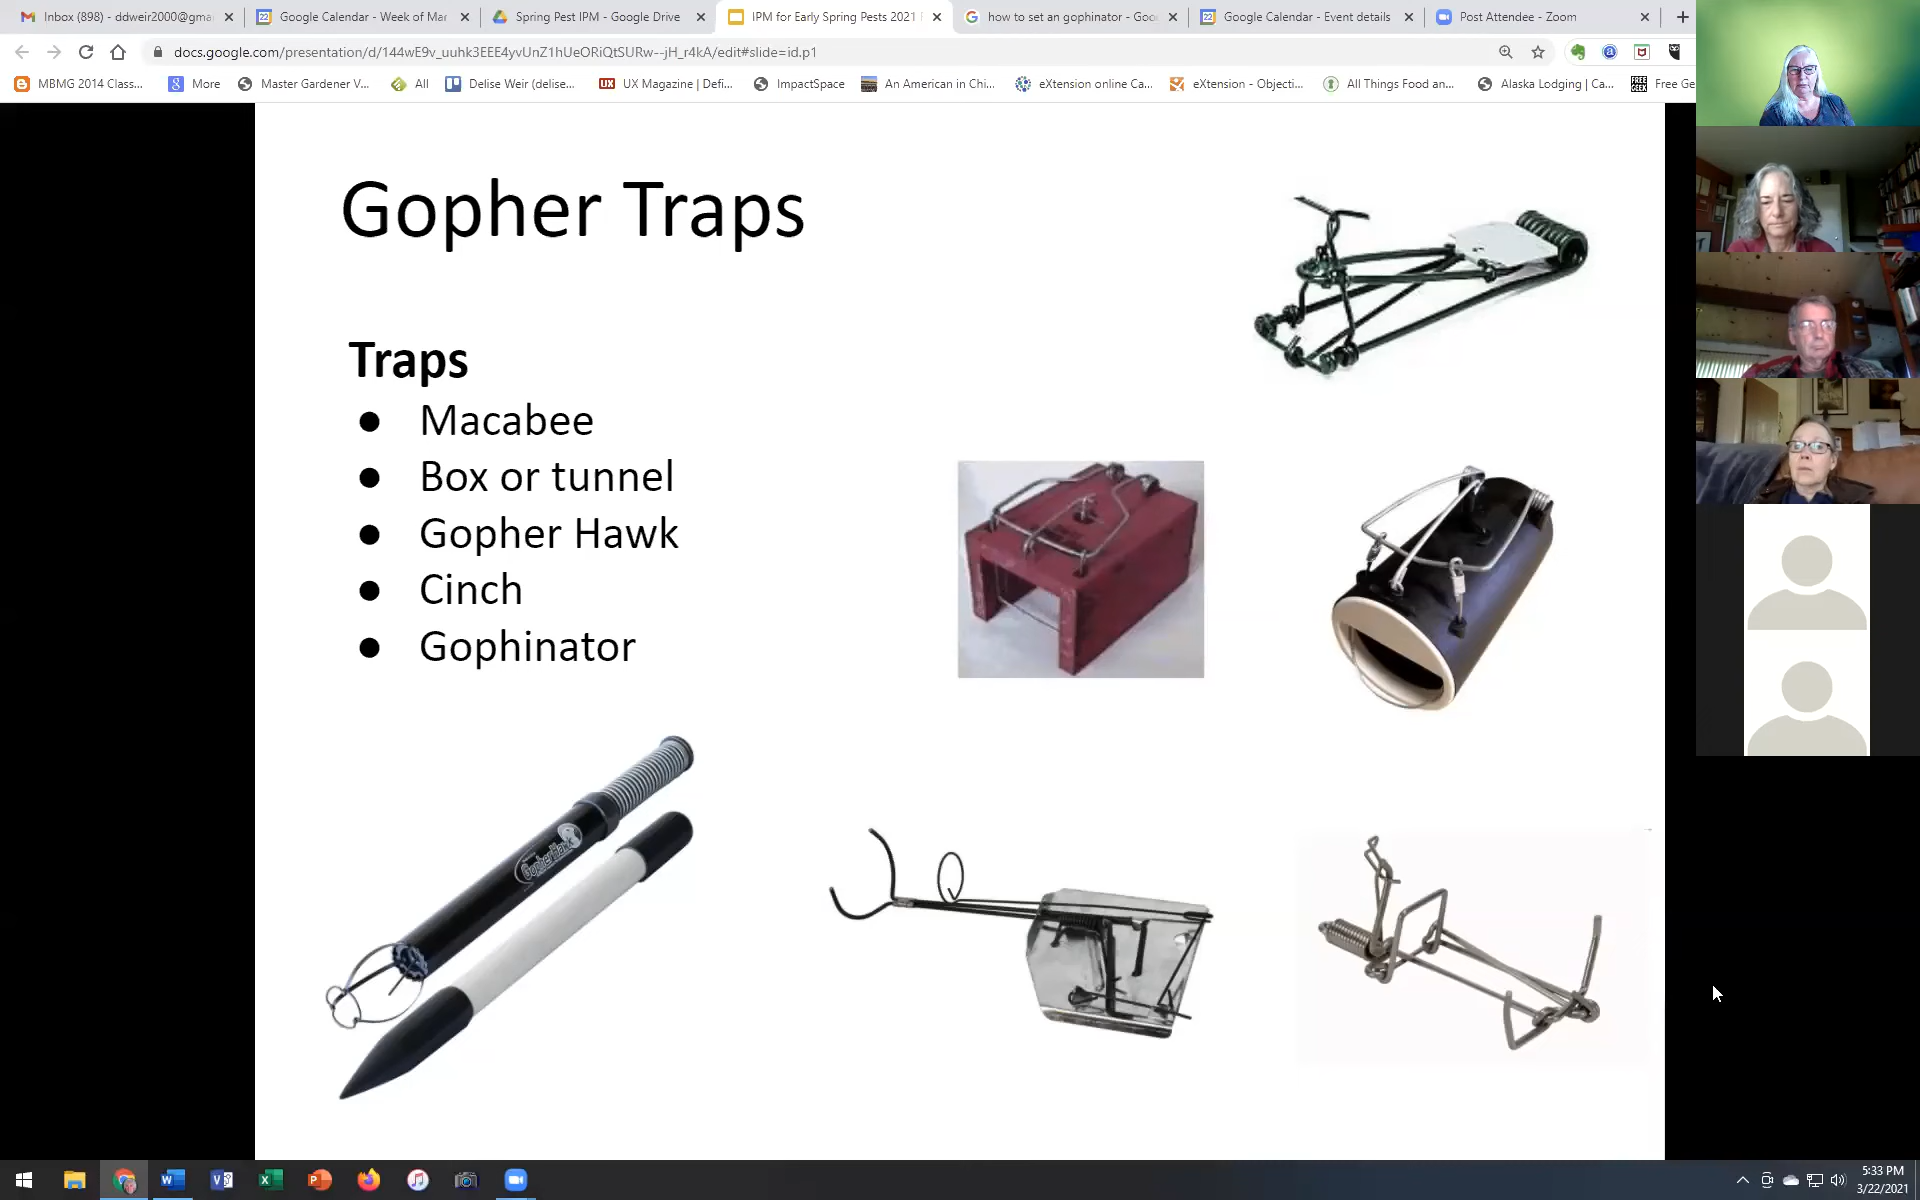 Inbox (898) - ddweir2000@gma
Google Calendar - Week of Mar
Spring Pest IPM - Google Drive
IPM for Early Spring Pests 2021
how to set an gophinator - Goo
Google Calendar - Event details
Post Attendee - Zoom
docs.google.com/presentation/d/144wE9v_uuhk3EEE4yvUnZ1hUeORiQtSURw--jH_r4kA/edit#slide=id.p1
MBMG 2014 Class...
More
Master Gardener V...
All
Delise Weir (delise...
UX Magazine | Defi...
ImpactSpace
An American in Chi...
eXtension online Ca...
eXtension - Objecti...
All Things Food an...
Alaska Lodging | Ca...
Free Ge
Gopher Traps
Traps
● Macabee
● Box or tunnel
● Gopher Hawk
● Cinch
● Gophinator
GopherHawk
5:33 PM
3/22/2021